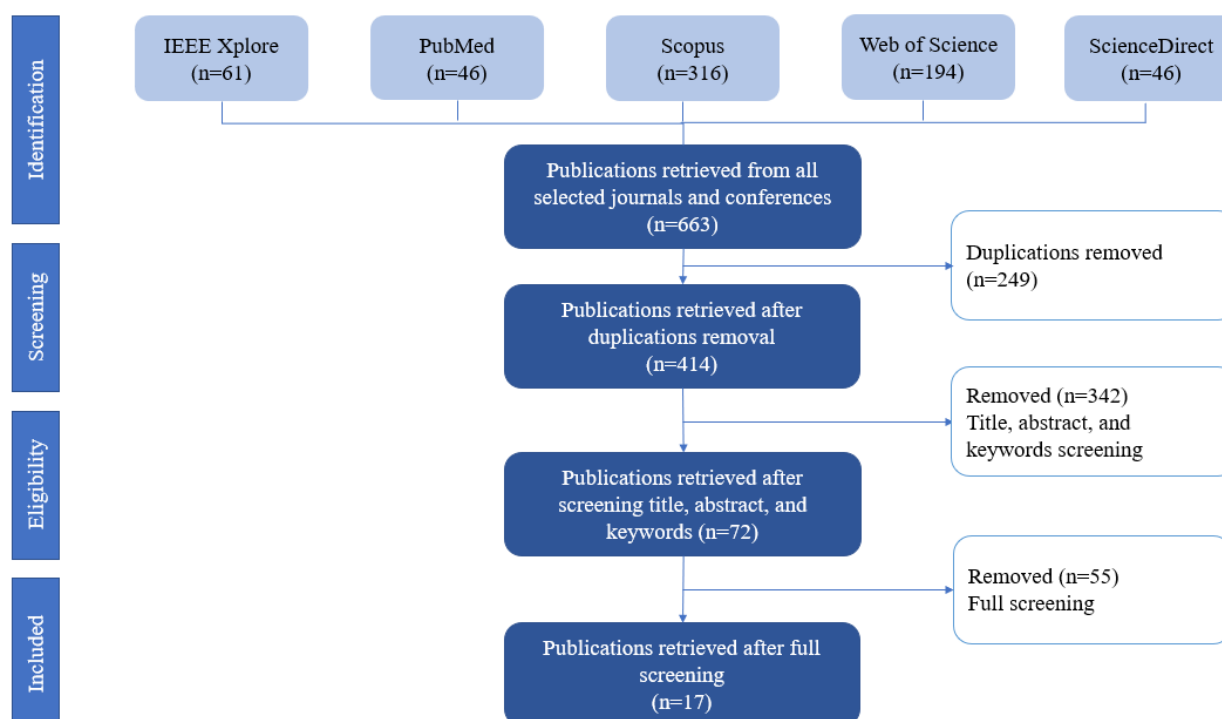 Identification
IEEE Xplore
(n=61)
PubMed
(n=46)
Scopus
(n=316)
Web of Science
(n=194)
ScienceDirect
(n=46)
Publications retrieved from all
selected journals and conferences
(n=663)
Duplications removed
(n=249)
Screening
Publications retrieved after
duplications removal
(n=414)
Removed (n=342)
Title, abstract, and
keywords screening
Eligibility
Publications retrieved after
screening title, abstract, and
keywords (n=72)
Removed (n=55)
Full screening
Included
Publications retrieved after full
screening
(n=17)